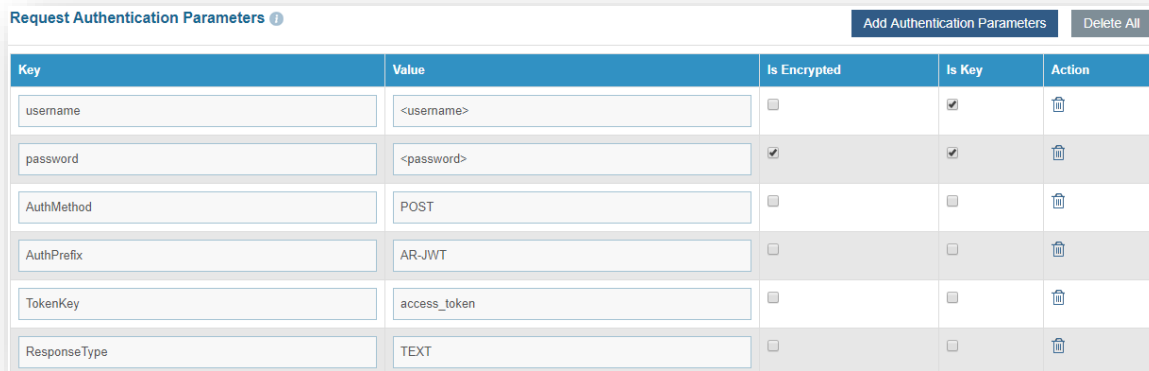 Request Authentication Parameters i
Add Authentication Parameters Delete All
Key Value Is Encrypted Is Key Action
username <username>
password <password>
AuthMethod POST
AuthPrefix AR-JWT
TokenKey access_token
ResponseType TEXT